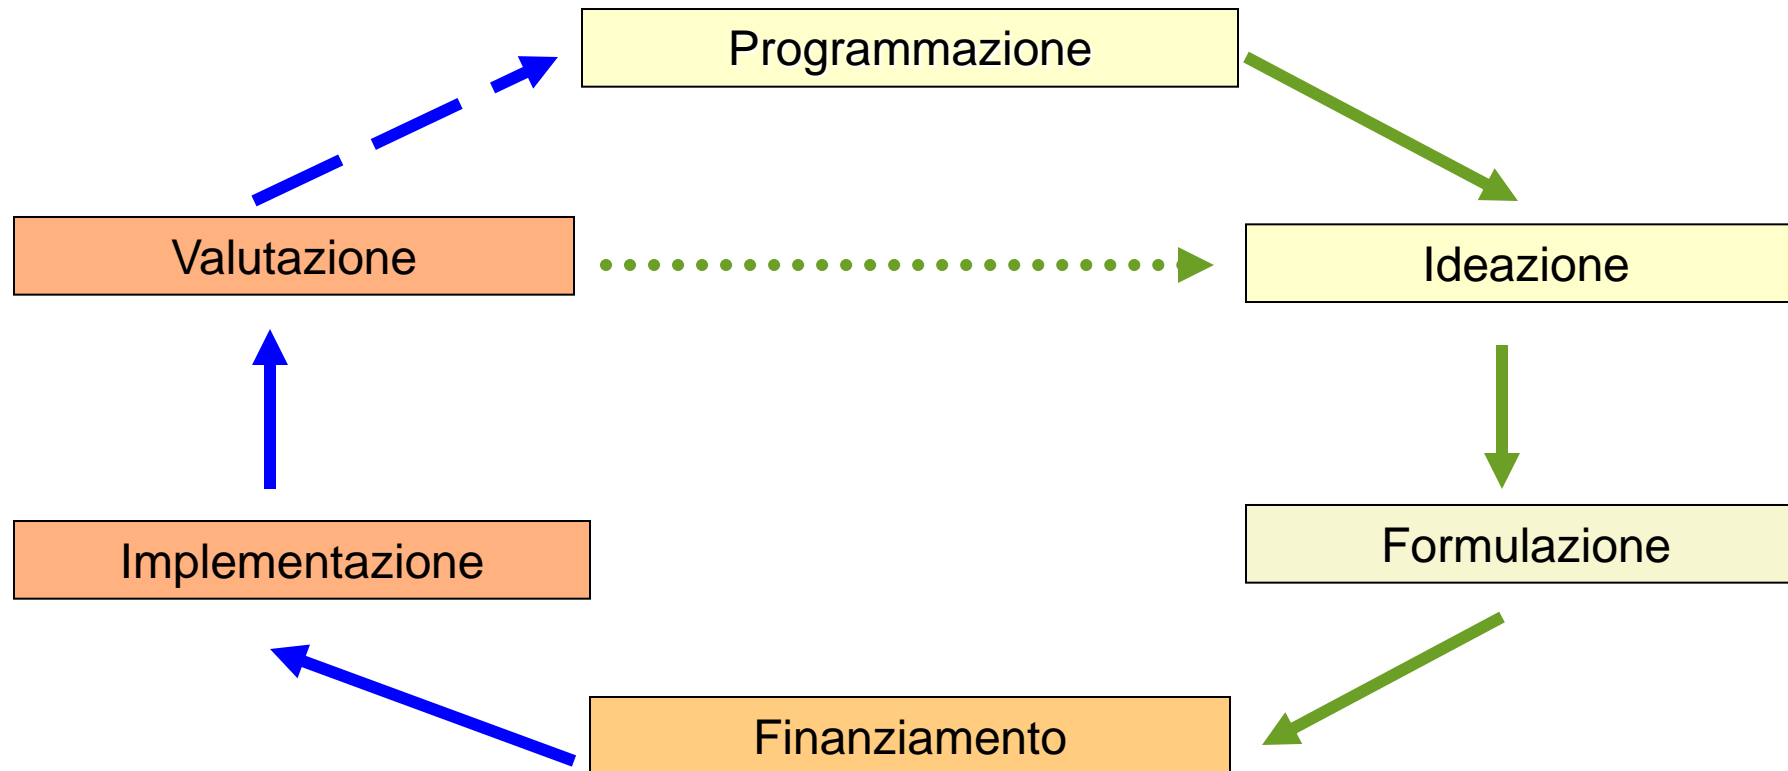 Programmazione
Valutazione
Ideazione
Implementazione
Formulazione
Finanziamento